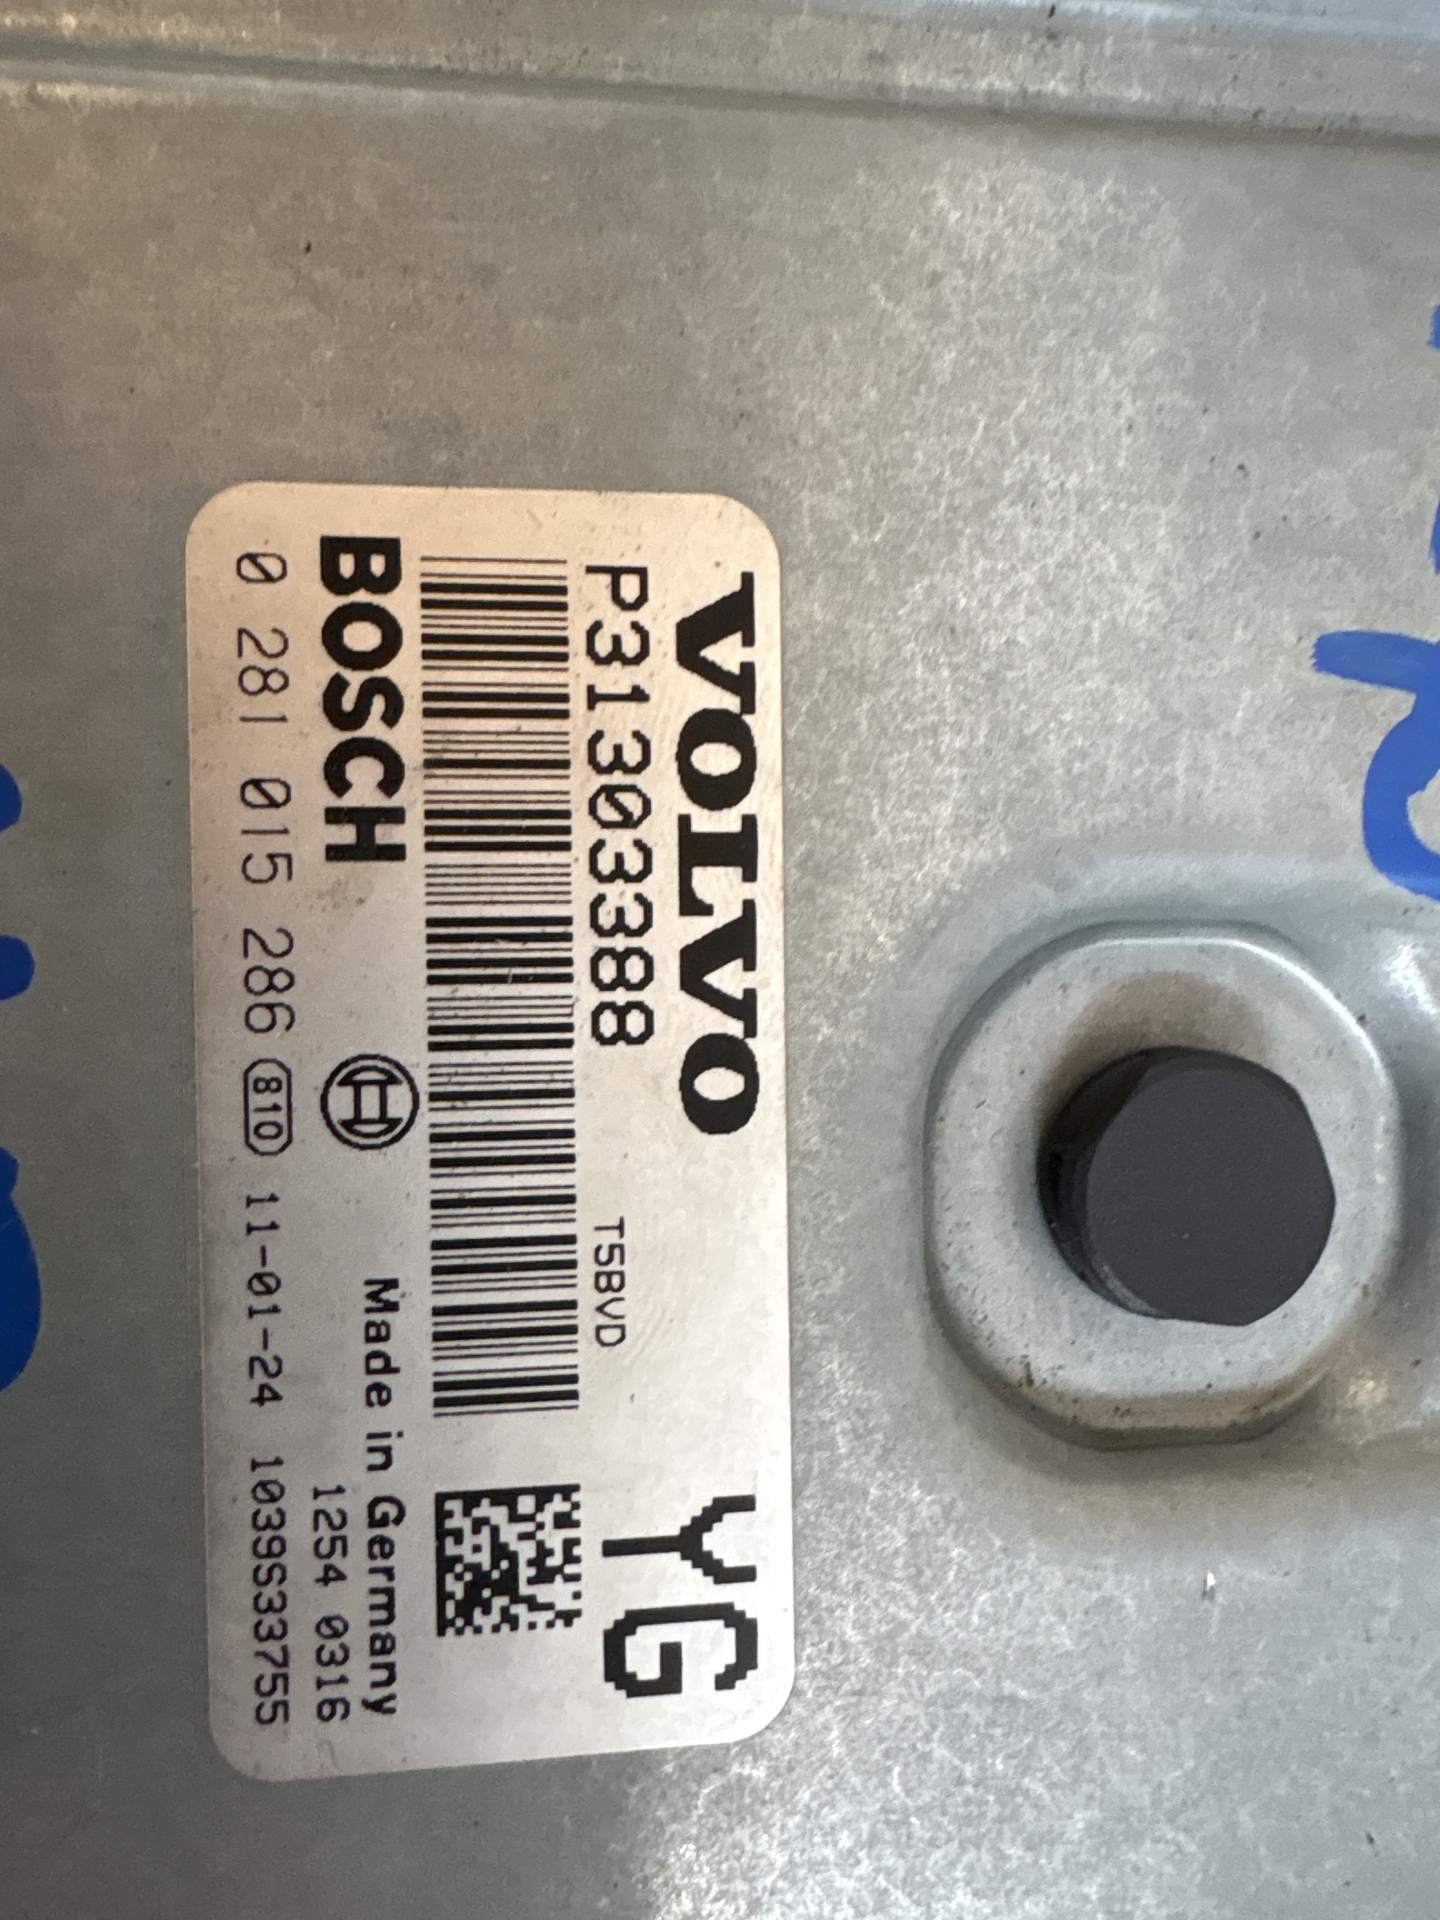 VOLVO
YG
P31303388
T5BVD
BOSCH
Made in Germany
1254 0316
0 281 015 286 810 11-01-24 1039S33755